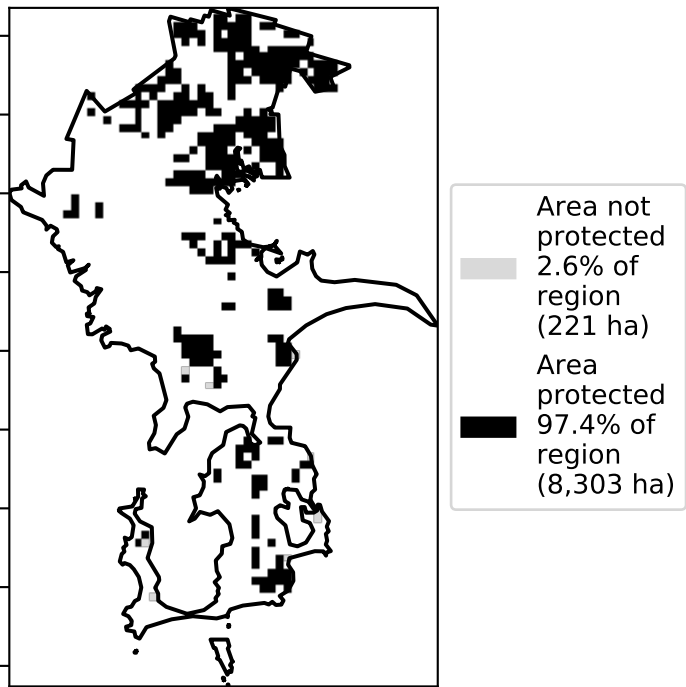 Area not
protected
2.6% of
region
(221 ha)
Area
protected
97.4% of
region
(8,303 ha)